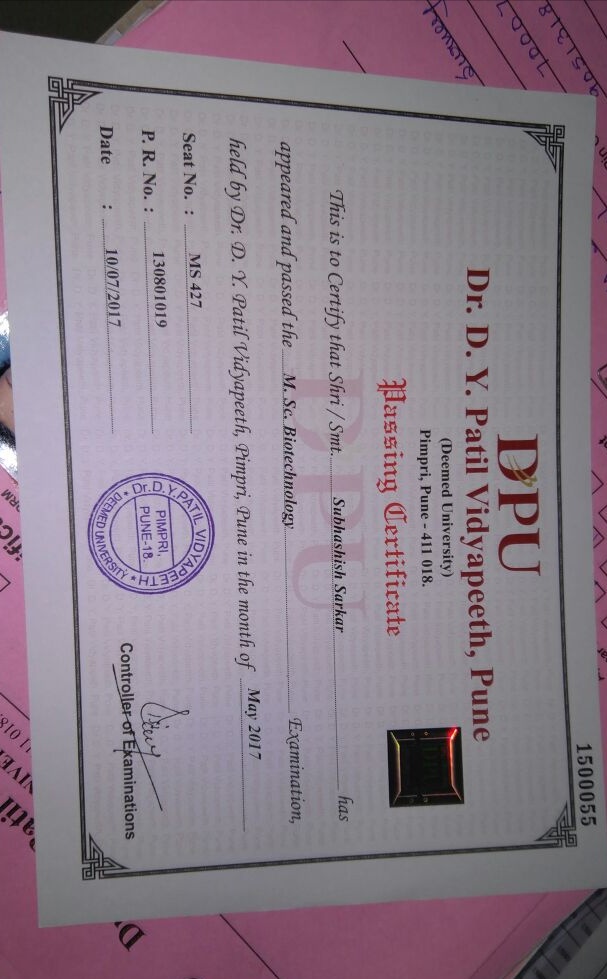 1500055
DPU
Dr. D. Y. Patil Vidyapeeth, Pune
(Deemed University)
Pimpri, Pune - 411 018.
Passing Certificate
This is to Certify that Shri / Smt. Subhashish Sarkar has
appeared and passed the M. Sc. Biotechnology Examination,
held by Dr. D. Y. Patil Vidyapeeth, Pimpri, Pune in the month of May 2017
Seat No. : MS 427
P. R. No. : 130801019
Date : 10/07/2017
Dr. D. Y. PATIL VIDYAPEETH
PIMPRI,
PUNE-18.
DEEMED UNIVERSITY
Controller of Examinations